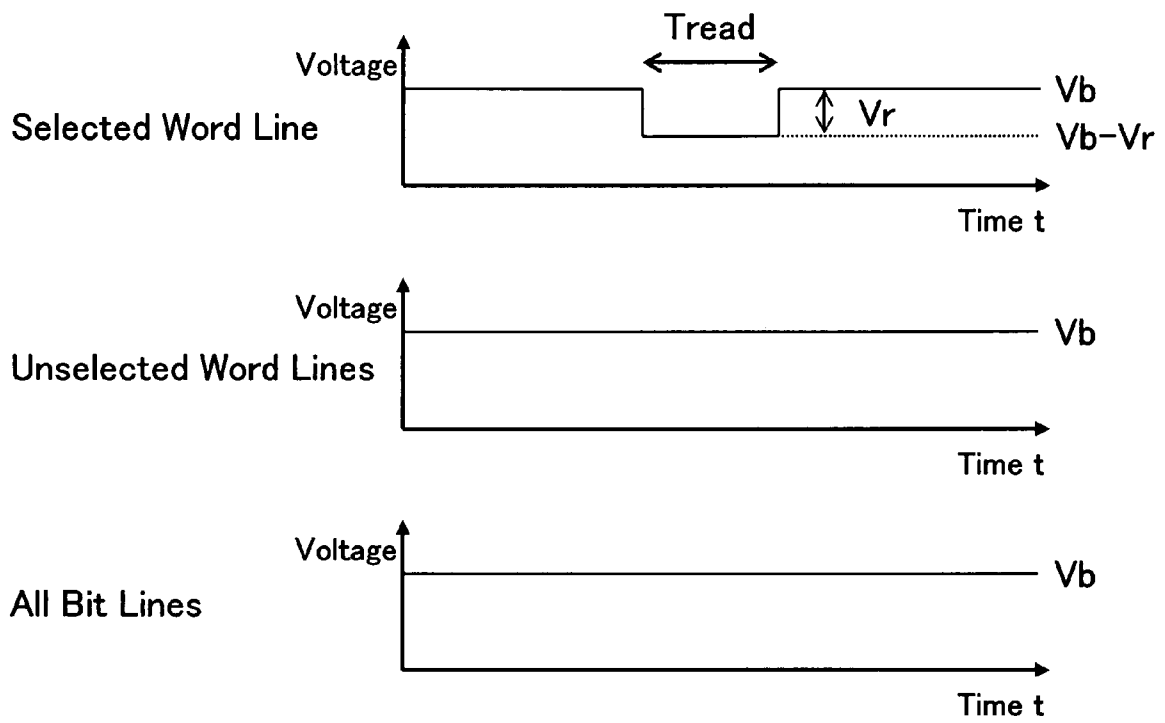 Tread
Voltage
Vb
Selected Word Line
Vr
Vb-Vr
Time t
Voltage
Vb
Unselected Word Lines
Time t
Voltage
Vb
All Bit Lines
Time t